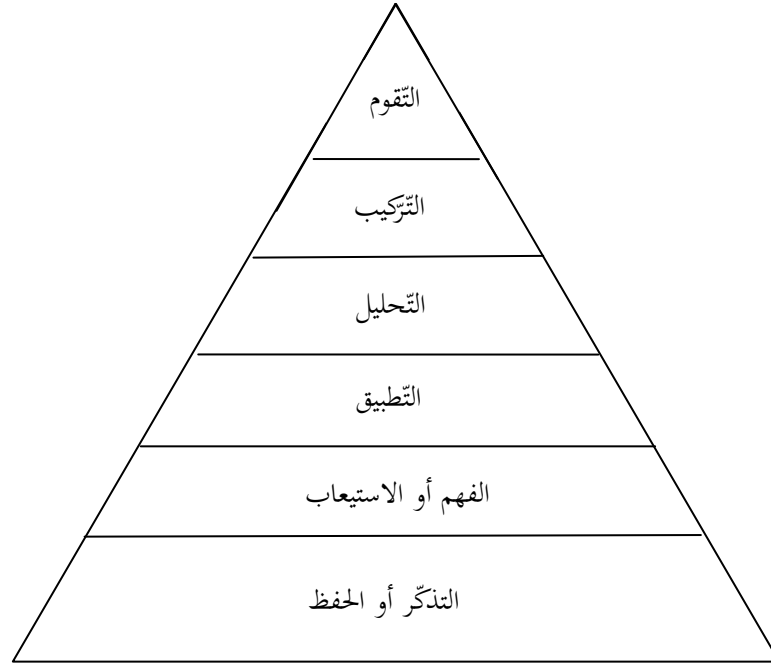 التّقوم
التّركيب
التّحليل
التّطبيق
الفهم أو الاستيعاب
التذكّر أو الحفظ